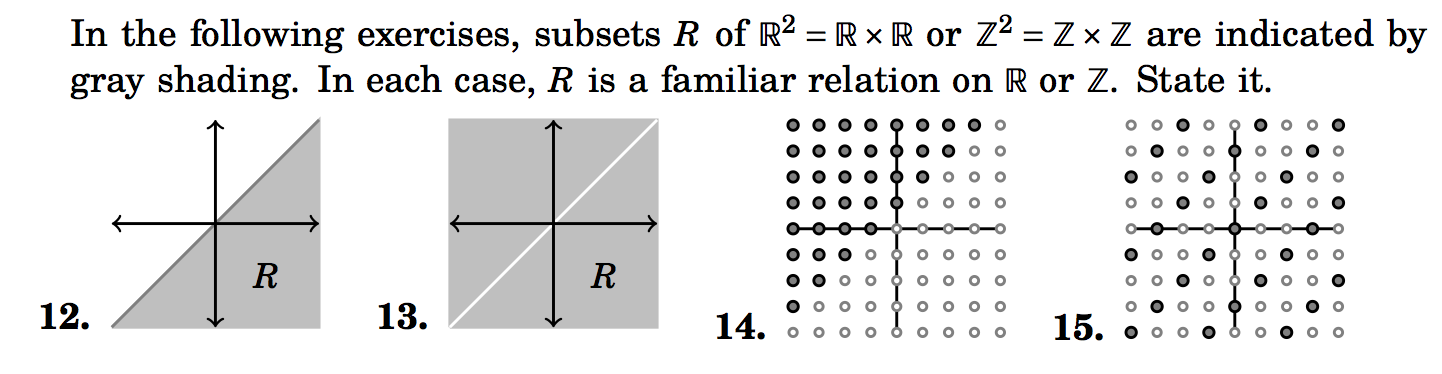 In the following exercises, subsets R of ℝ² = ℝ × ℝ or ℤ² = ℤ × ℤ are indicated by
gray shading. In each case, R is a familiar relation on ℝ or ℤ. State it.
R
R
12.
13.
14.
15.